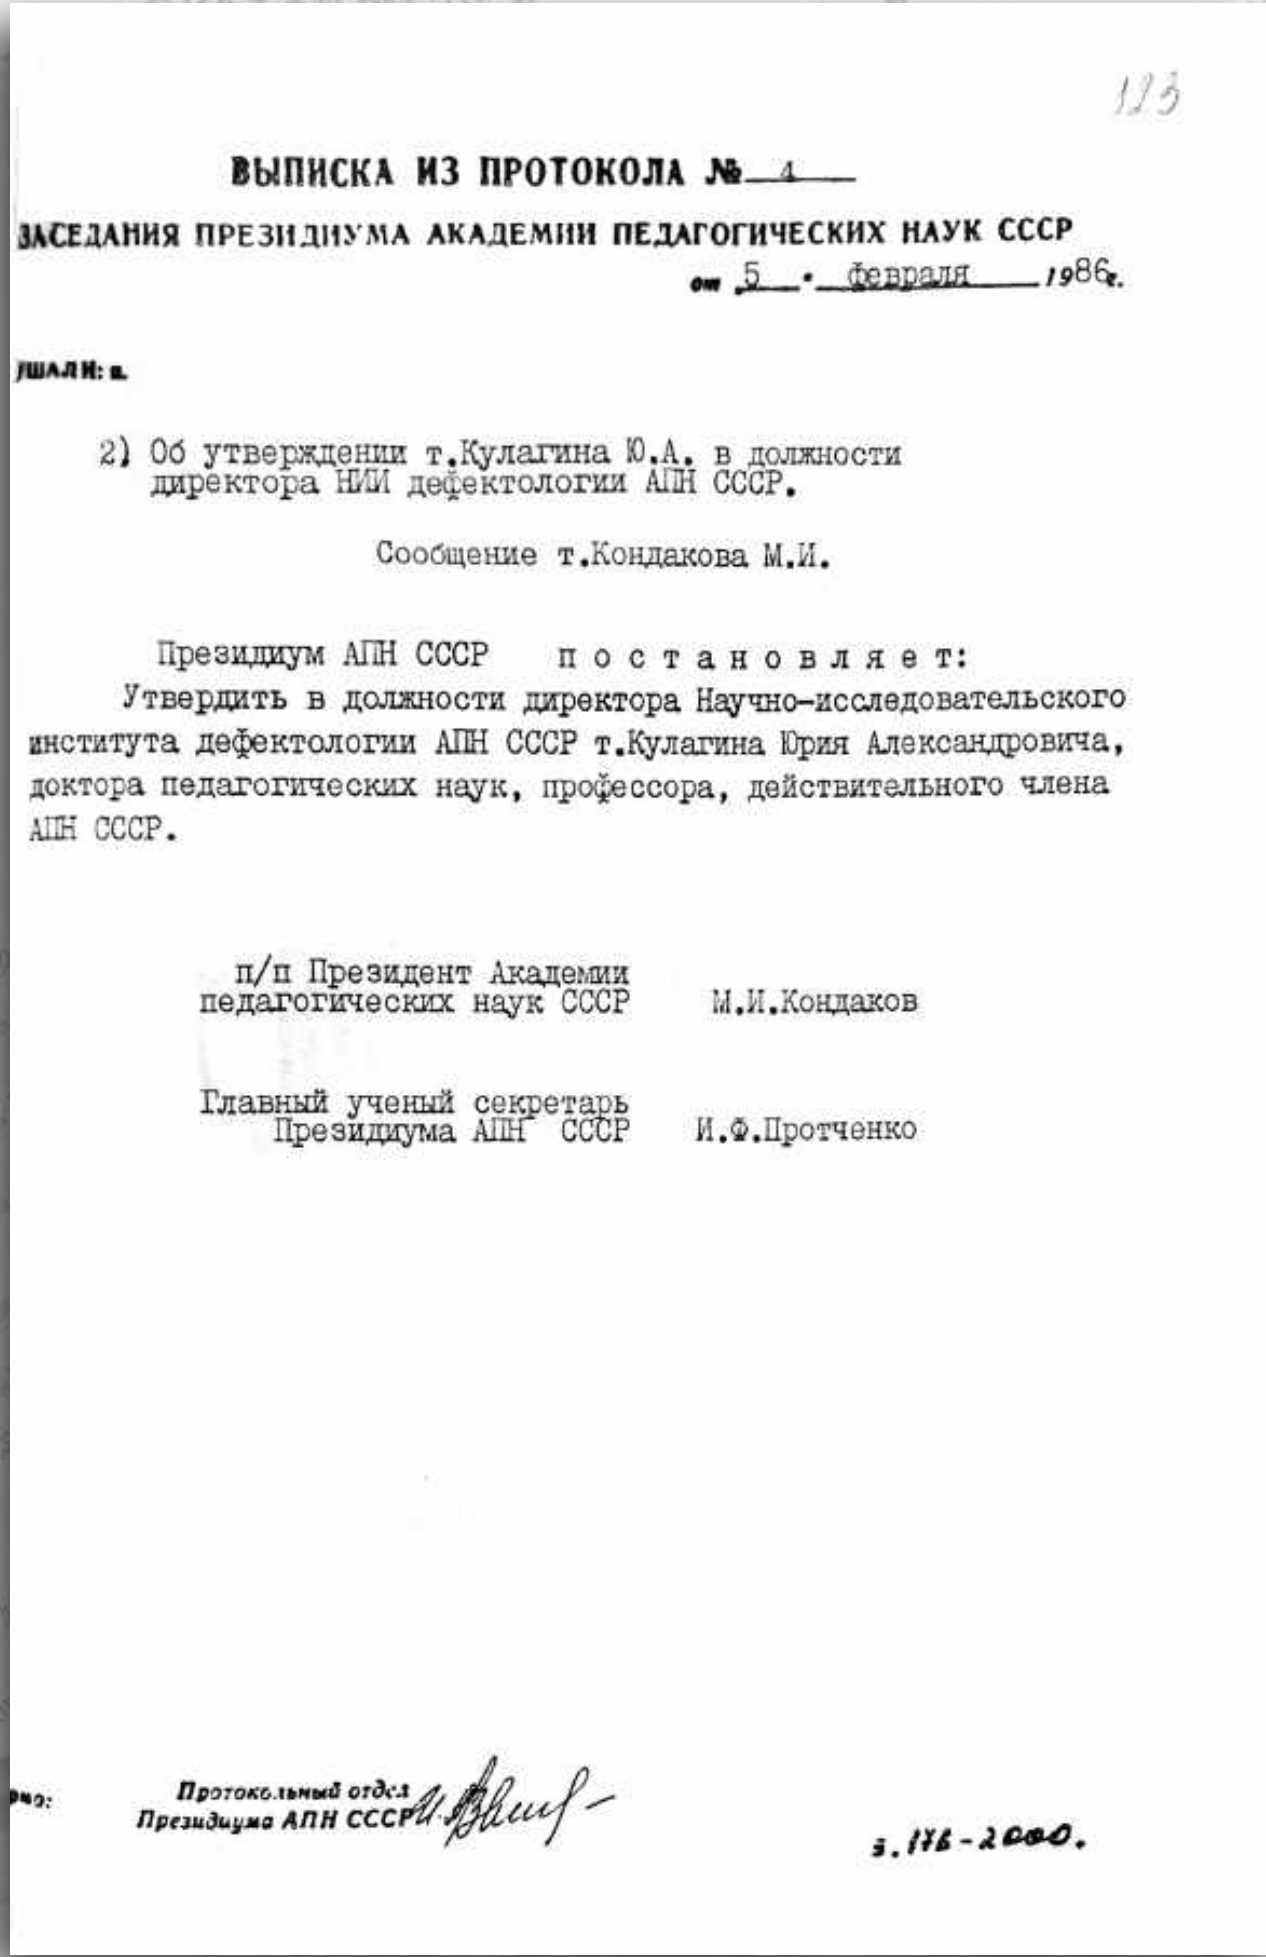 123
ВЫПИСКА ИЗ ПРОТОКОЛА № 4
ЗАСЕДАНИЯ ПРЕЗИДИУМА АКАДЕМИИ ПЕДАГОГИЧЕСКИХ НАУК СССР
от 5 февраля 1986г.
УШАЛИ: п.
2) Об утверждении т.Кулагина Ю.А. в должности
директора НИИ дефектологии АПН СССР.
Сообщение т.Кондакова М.И.
Президиум АПН СССР п о с т а н о в л я е т:
Утвердить в должности директора Научно-исследовательского
института дефектологии АПН СССР т.Кулагина Юрия Александровича,
доктора педагогических наук, профессора, действительного члена
АПН СССР.
п/п Президент Академии
педагогических наук СССР М.И.Кондаков
Главный ученый секретарь
Президиума АПН СССР И.Ф.Протченко
рно: Протокольный отдел
Президиума АПН СССР
з. 176-2000.